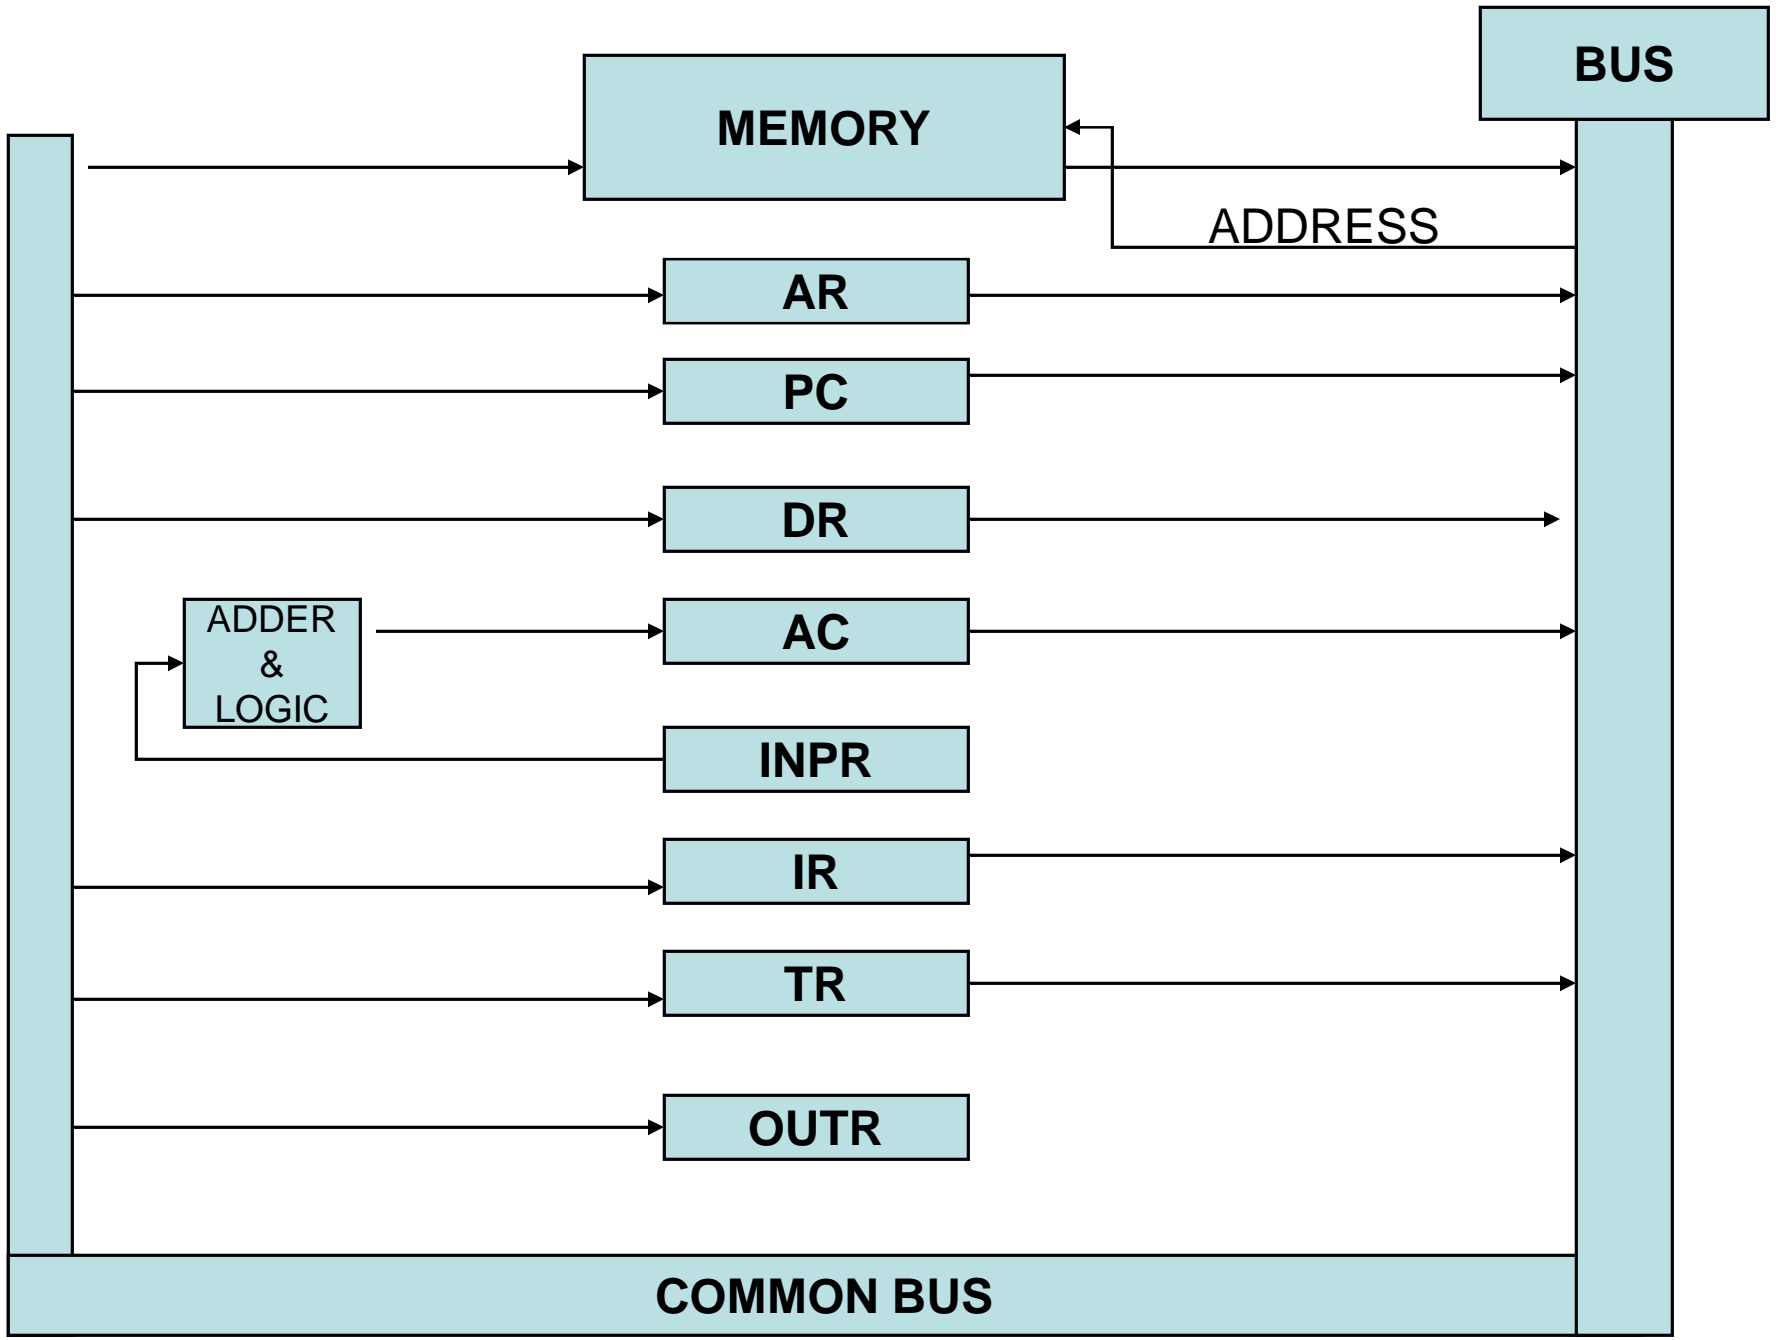 BUS
MEMORY
ADDRESS
AR
PC
DR
ADDER
&
LOGIC
AC
INPR
IR
TR
OUTR
COMMON BUS